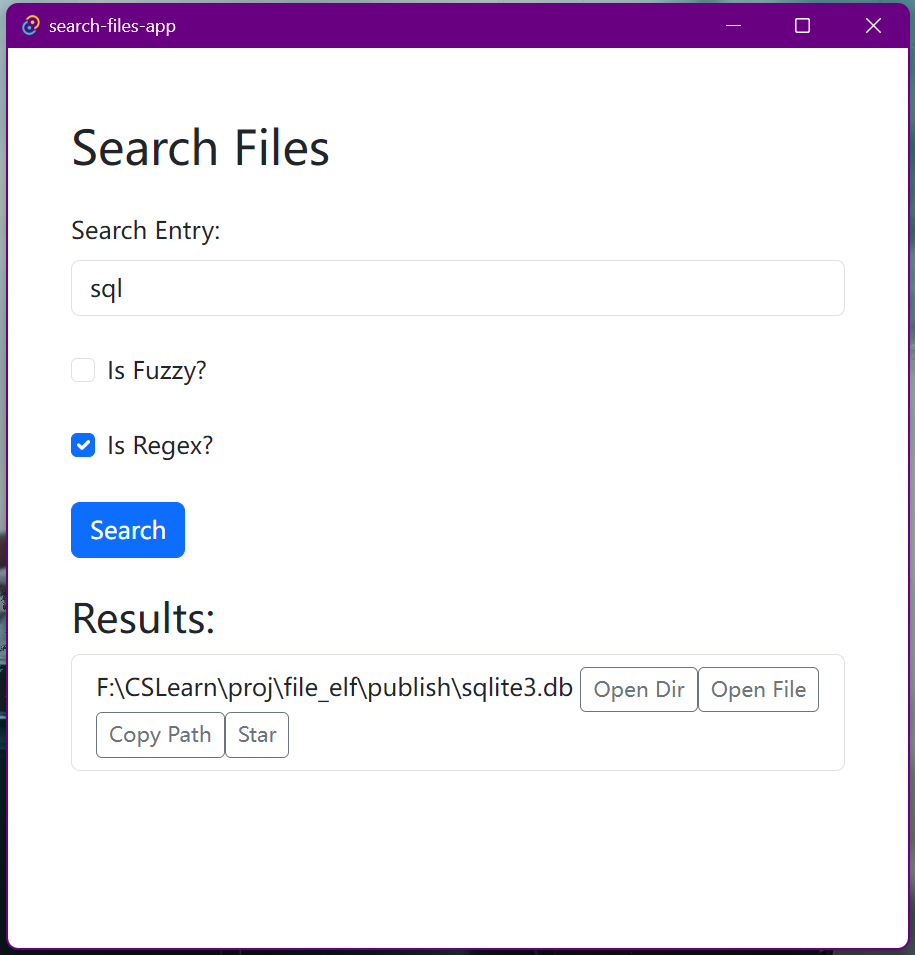 search-files-app
Search Files
Search Entry:
sql
Is Fuzzy?
Is Regex?
Search
Results:
F:\CSLearn\proj\file_elf\publish\sqlite3.db Open Dir Open File
Copy Path Star